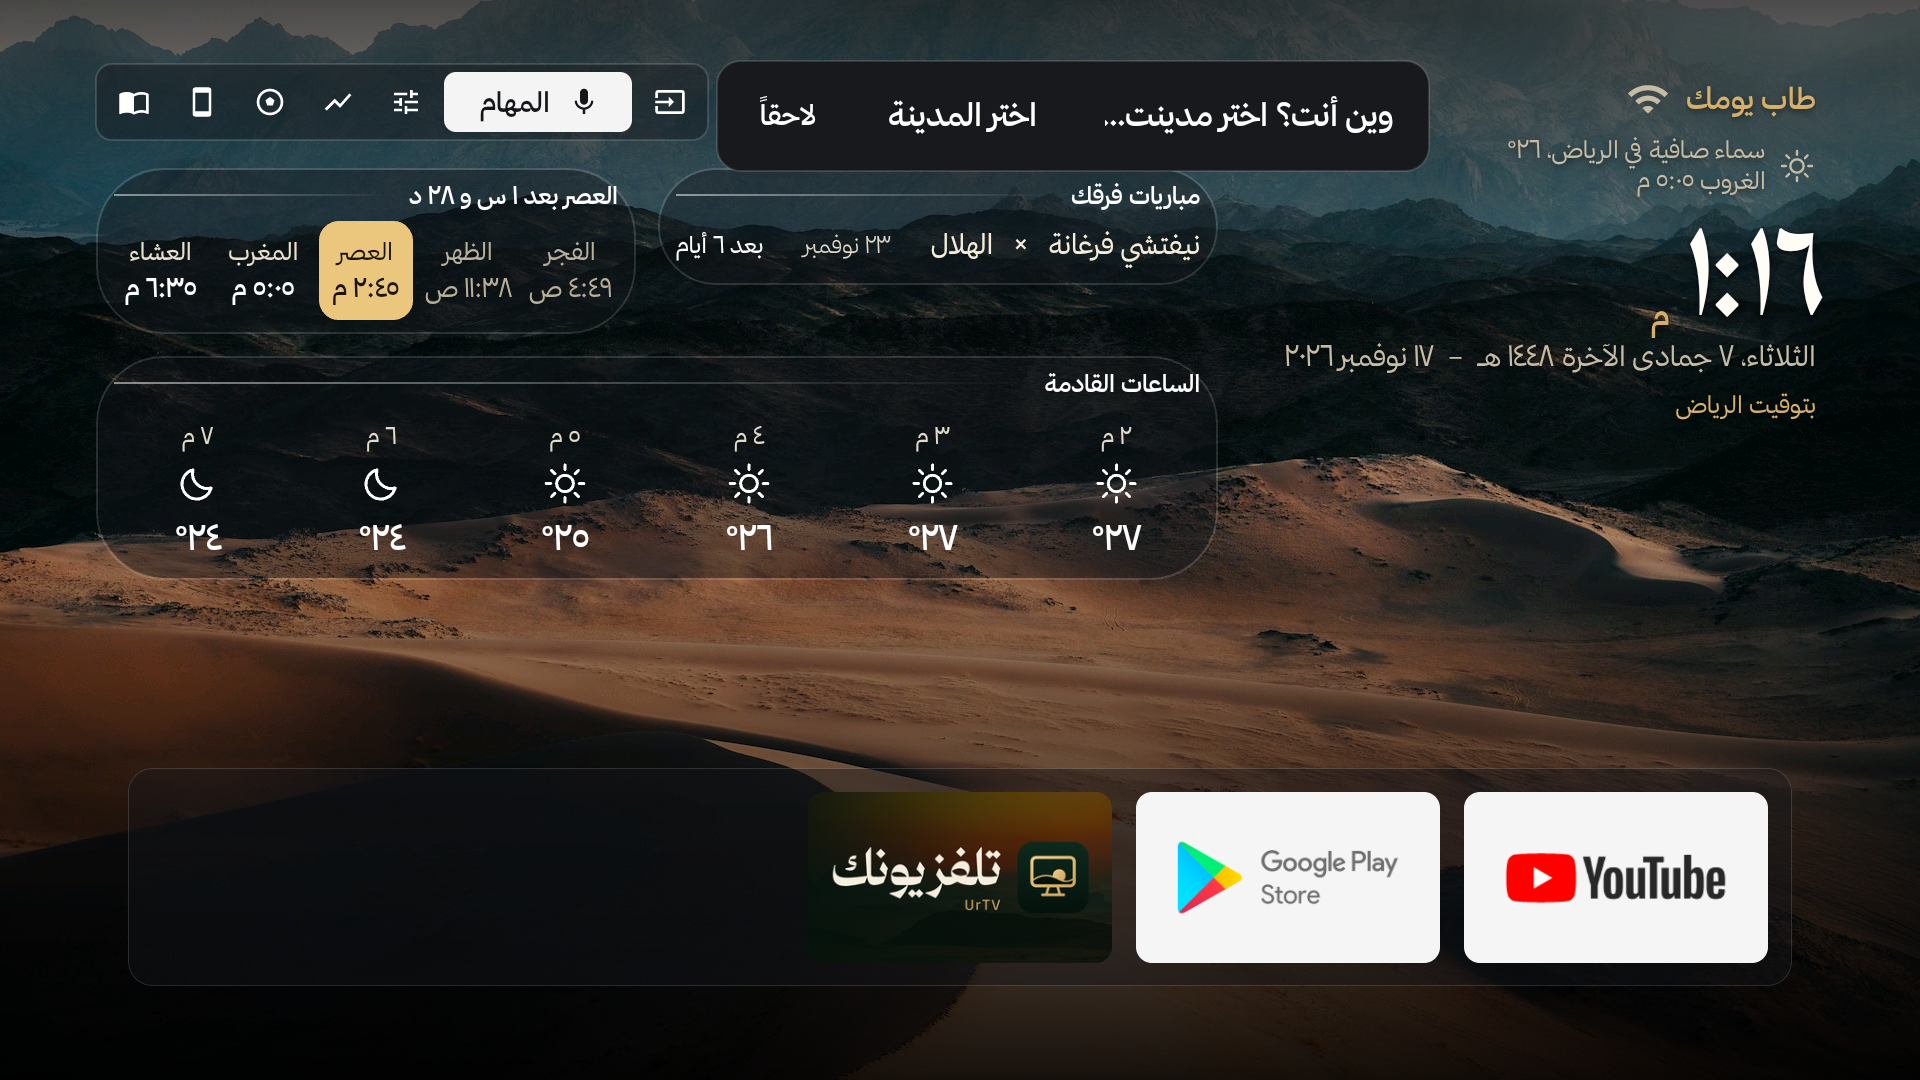 طاب يومك
سماء صافية في الرياض، ٢٦°
الغروب ٥:٠٥ م
١:١٦ م
الثلاثاء، ٧ جمادى الآخرة ١٤٤٨ هـ – ١٧ نوفمبر ٢٠٢٦
بتوقيت الرياض
وين أنت؟ اختر مدينت... اختر المدينة لاحقاً
المهام
مباريات فرقك
نيفتشي فرغانة × الهلال ٢٣ نوفمبر بعد ٦ أيام
العصر بعد ١ س و ٢٨ د
الفجر الظهر العصر المغرب العشاء
٤:٤٩ ص ١١:٣٨ ص ٢:٤٥ م ٥:٠٥ م ٦:٣٥ م
الساعات القادمة
٢ م ٣ م ٤ م ٥ م ٦ م ٧ م
٢٧° ٢٧° ٢٦° ٢٥° ٢٤° ٢٤°
YouTube
Google Play
Store
تلفزيونك
UrTV